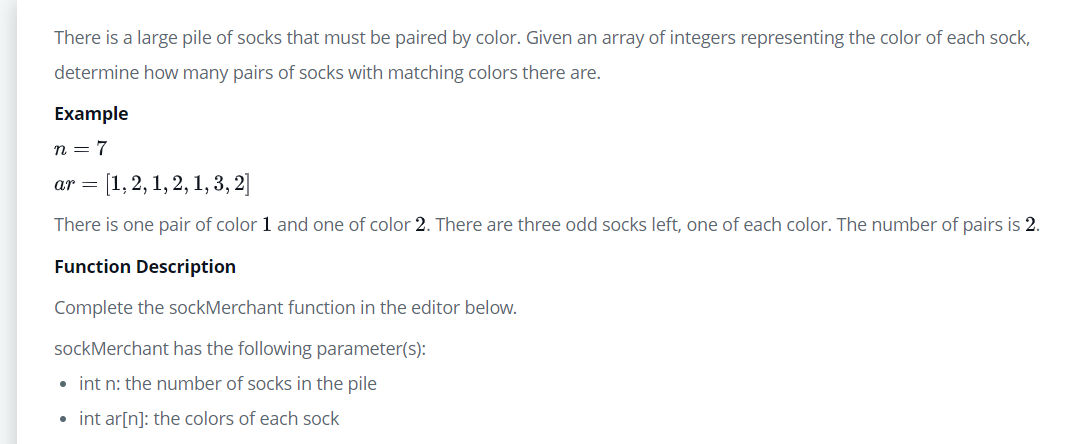 There is a large pile of socks that must be paired by color. Given an array of integers representing the color of each sock,
determine how many pairs of socks with matching colors there are.
Example
n = 7
ar = [1, 2, 1, 2, 1, 3, 2]
There is one pair of color 1 and one of color 2. There are three odd socks left, one of each color. The number of pairs is 2.
Function Description
Complete the sockMerchant function in the editor below.
sockMerchant has the following parameter(s):
• int n: the number of socks in the pile
• int ar[n]: the colors of each sock